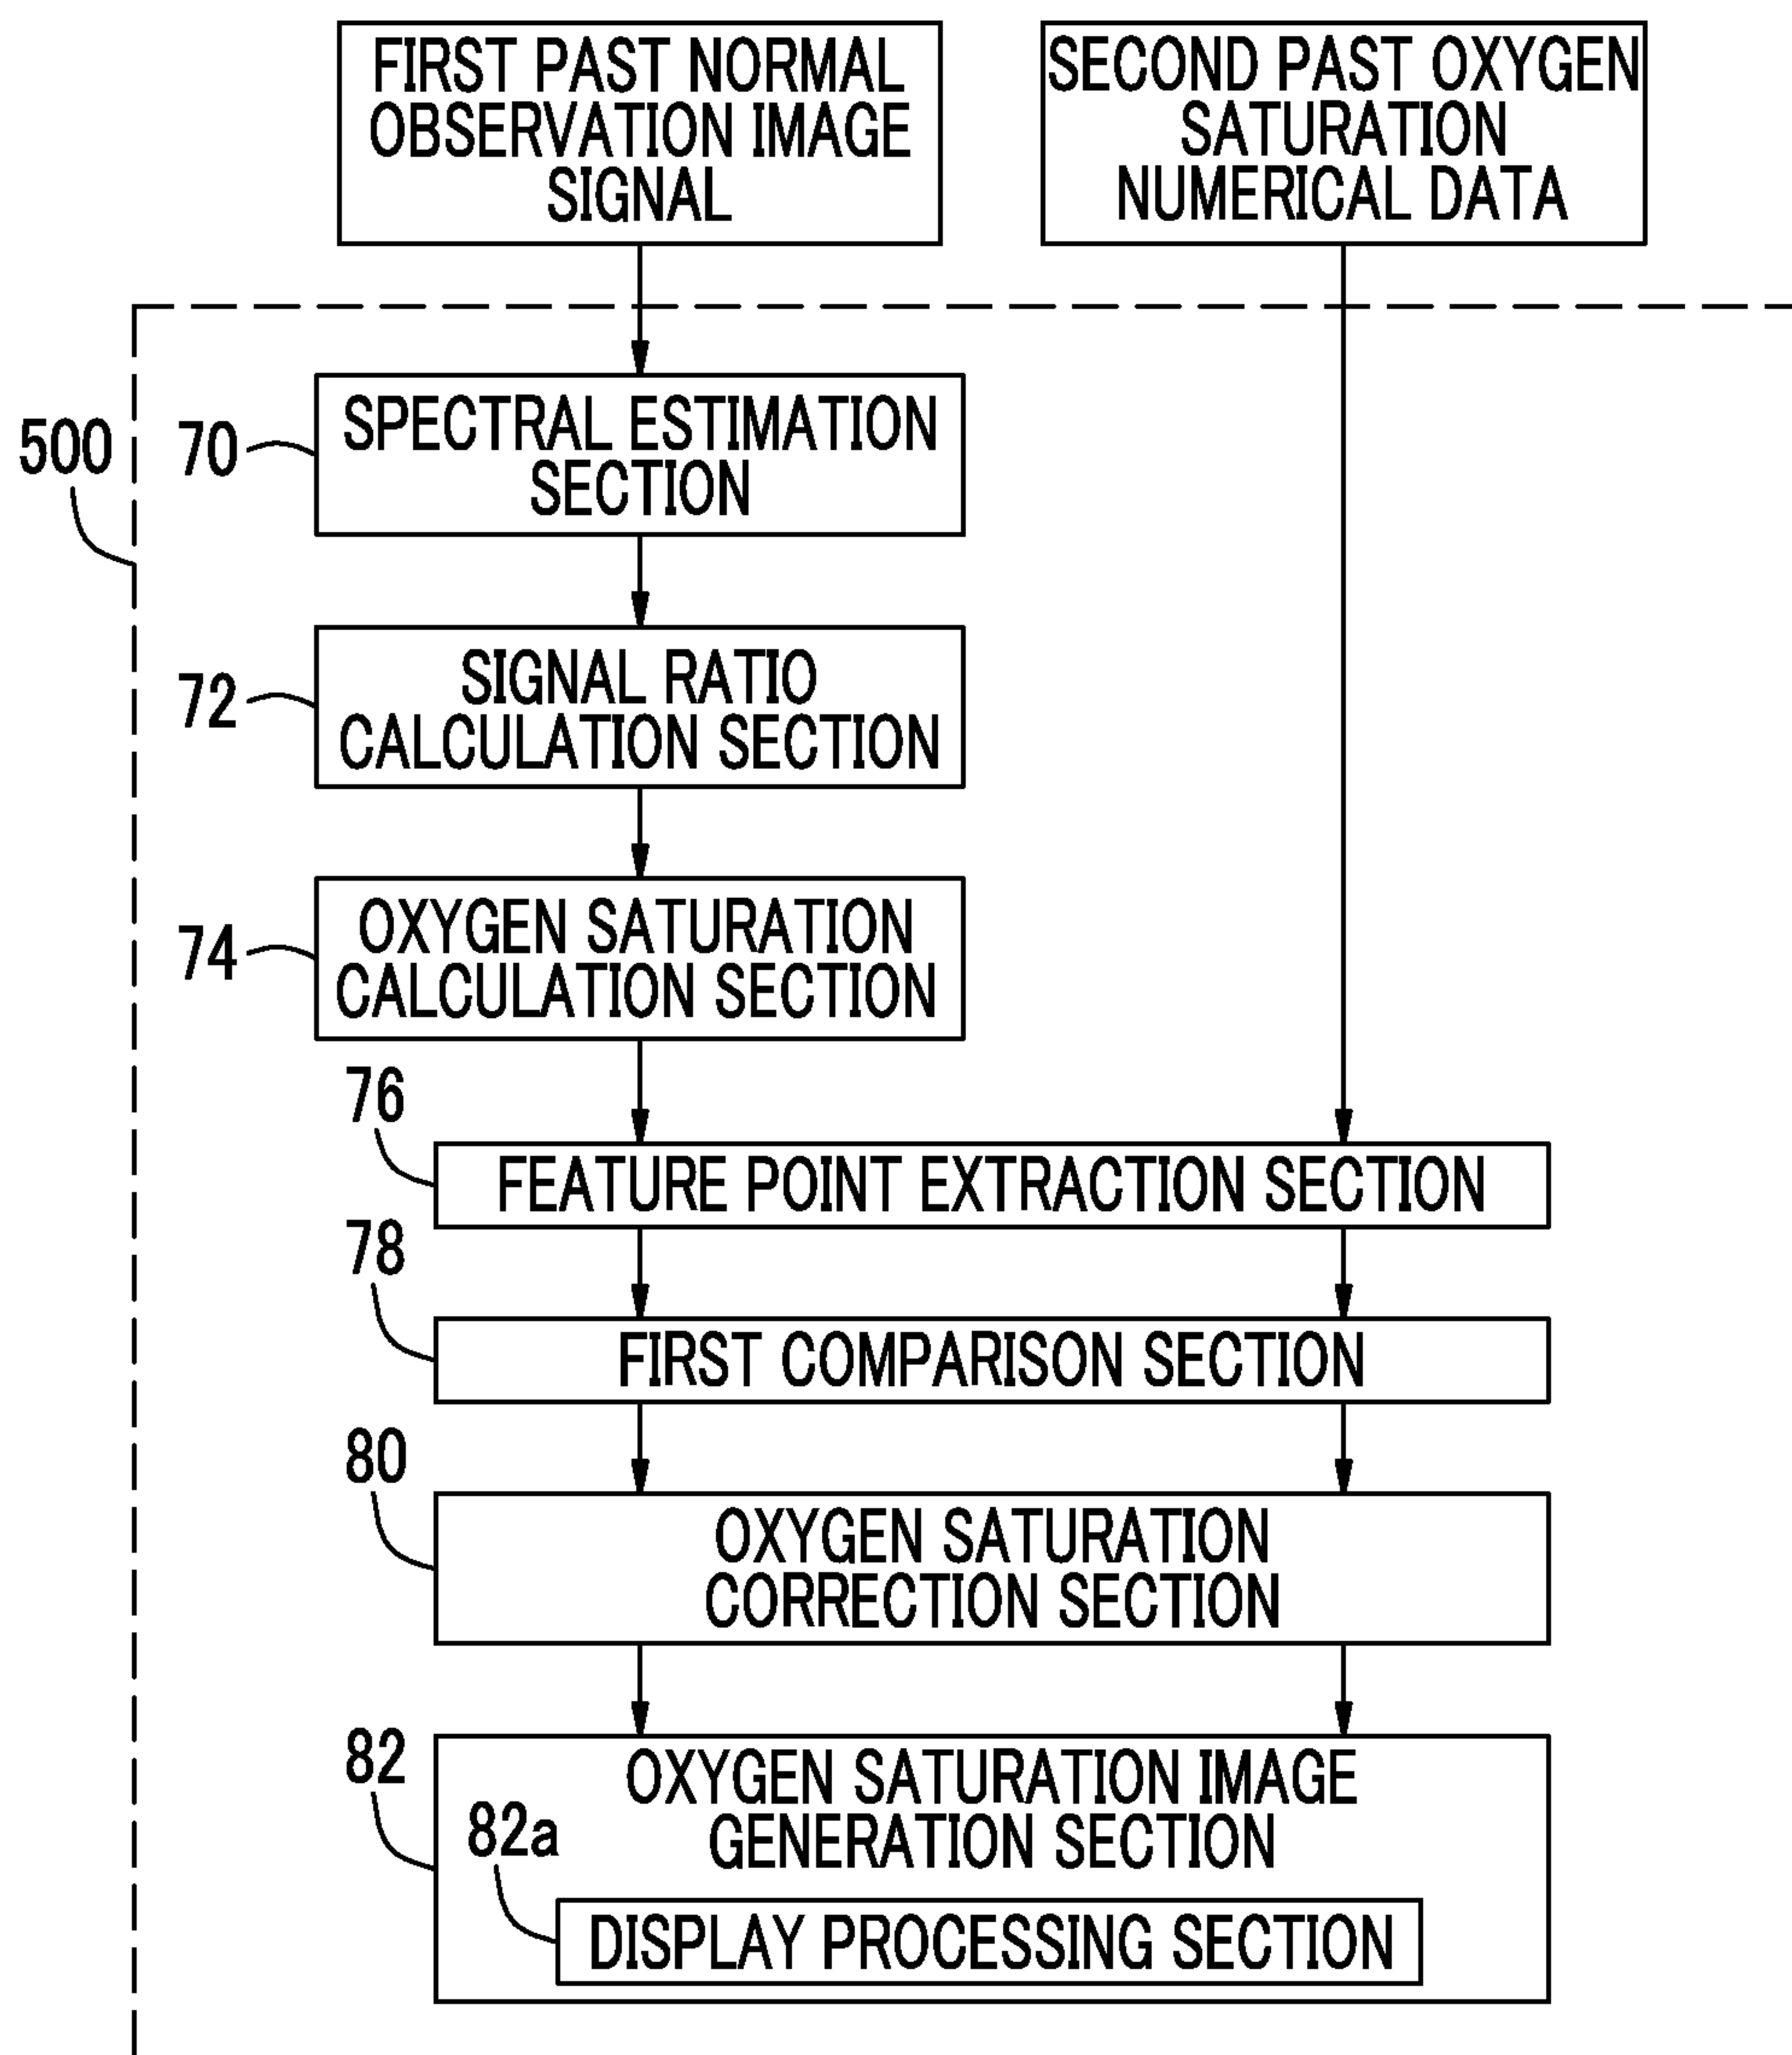 FIRST PAST NORMAL
OBSERVATION IMAGE
SIGNAL
SECOND PAST OXYGEN
SATURATION
NUMERICAL DATA
500
70
SPECTRAL ESTIMATION
SECTION
72
SIGNAL RATIO
CALCULATION SECTION
74
OXYGEN SATURATION
CALCULATION SECTION
76
FEATURE POINT EXTRACTION SECTION
78
FIRST COMPARISON SECTION
80
OXYGEN SATURATION
CORRECTION SECTION
82
OXYGEN SATURATION IMAGE
GENERATION SECTION
82a
DISPLAY PROCESSING SECTION